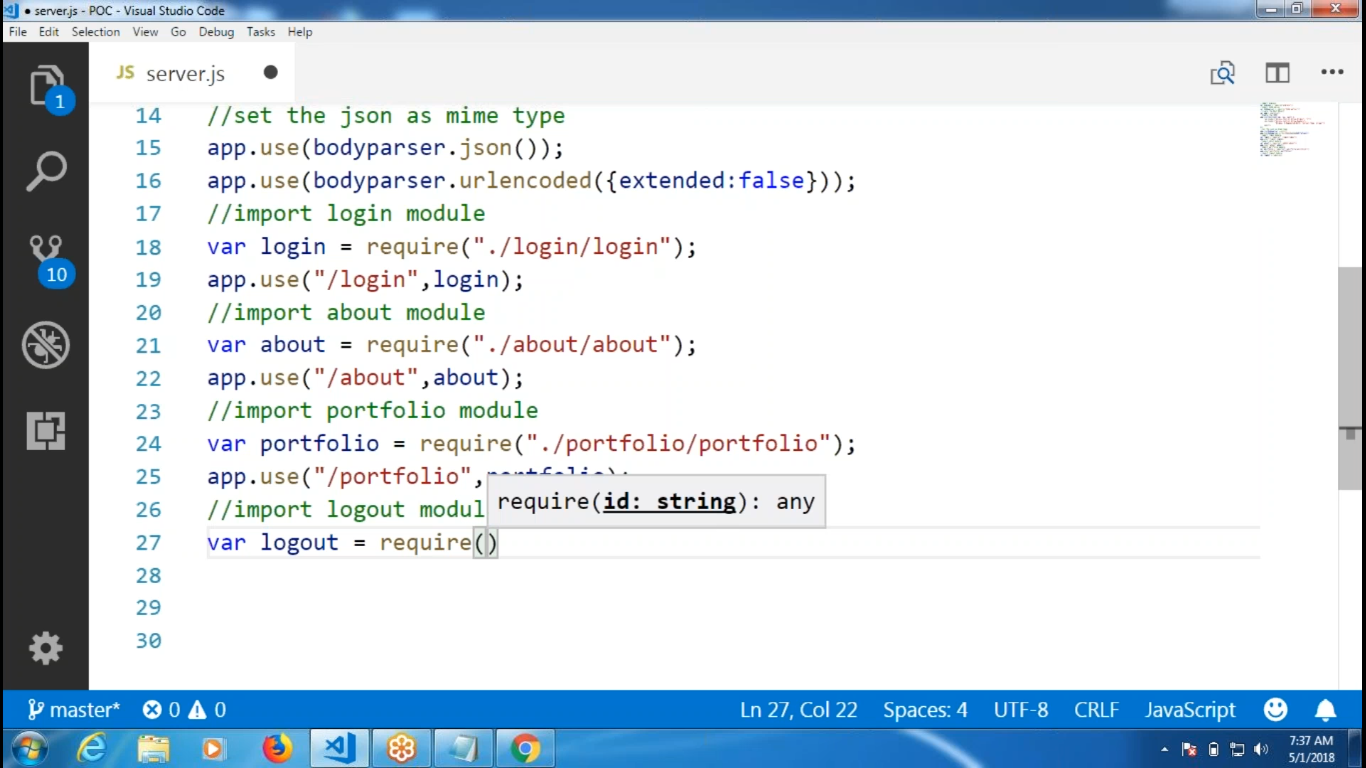 server.js - POC - Visual Studio Code
File Edit Selection View Go Debug Tasks Help
JS server.js
1
10
14 //set the json as mime type
15 app.use(bodyparser.json());
16 app.use(bodyparser.urlencoded({extended:false}));
17 //import login module
18 var login = require("./login/login");
19 app.use("/login",login);
20 //import about module
21 var about = require("./about/about");
22 app.use("/about",about);
23 //import portfolio module
24 var portfolio = require("./portfolio/portfolio");
25 app.use("/portfolio",portfolio);
26 //import logout modul
require(id: string): any
27 var logout = require()
28
29
30
master* 0 0 Ln 27, Col 22 Spaces: 4 UTF-8 CRLF JavaScript
7:37 AM
5/1/2018